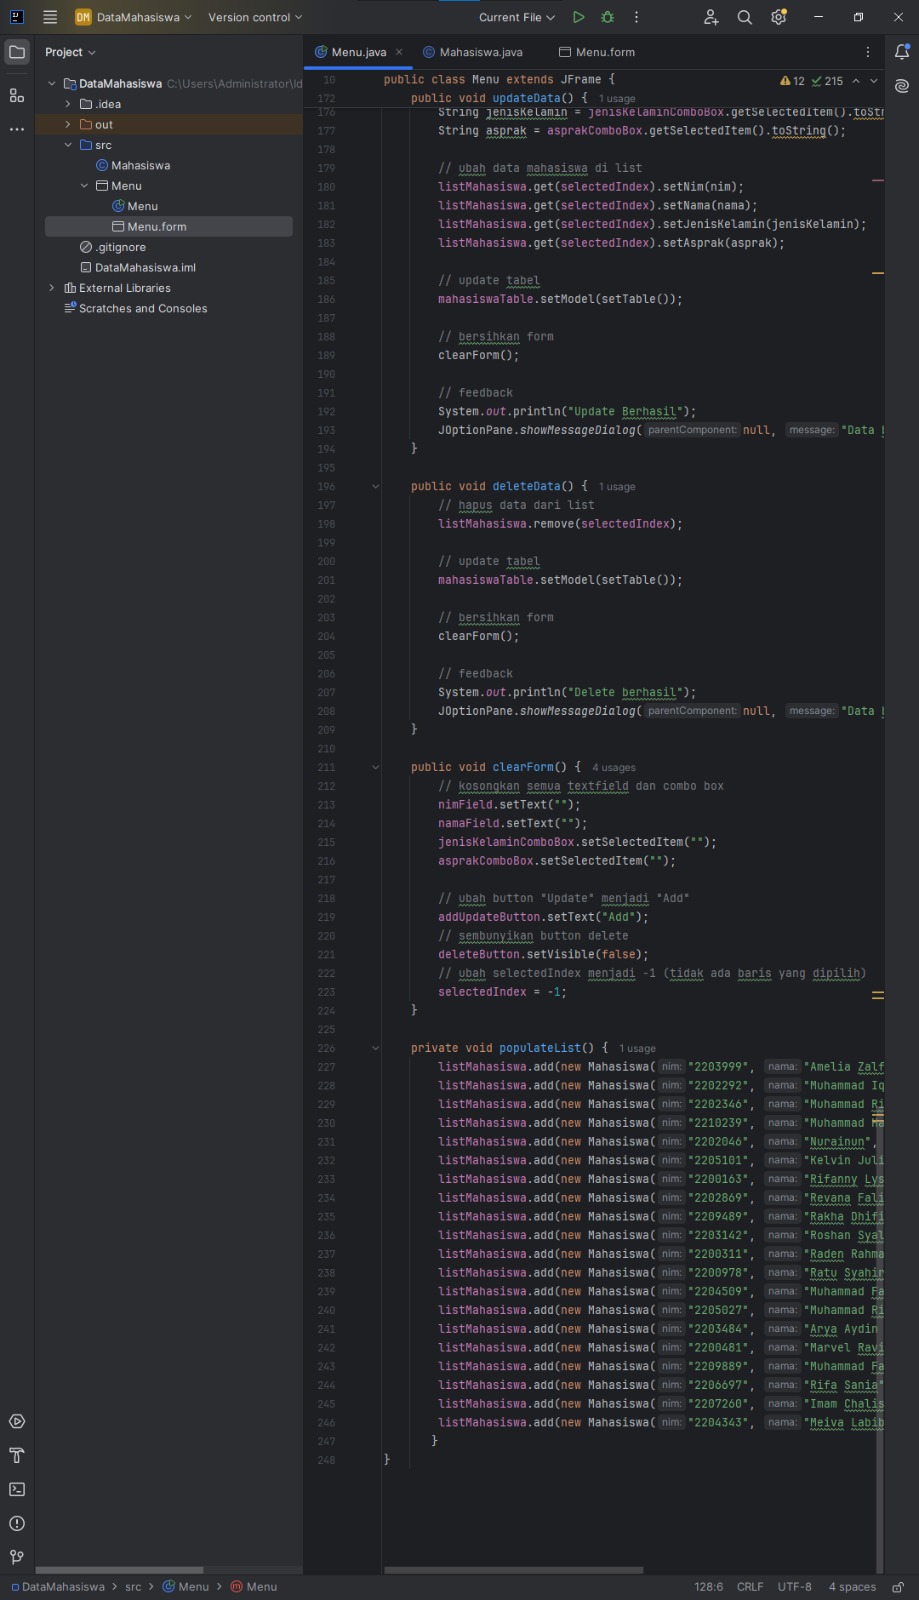 DM DataMahasiswa Version control Current File
Project
Menu.java Mahasiswa.java Menu.form
DataMahasiswa C:\Users\Administrator\Id
.idea
out
src
Mahasiswa
Menu
Menu
Menu.form
.gitignore
DataMahasiswa.iml
External Libraries
Scratches and Consoles
10 public class Menu extends JFrame { 12 215
172 public void updateData() { 1 usage
176 String jenisKelamin = jenisKelaminComboBox.getSelectedItem().toStr
177 String asprak = asprakComboBox.getSelectedItem().toString();
178
179 // ubah data mahasiswa di list
180 listMahasiswa.get(selectedIndex).setNim(nim);
181 listMahasiswa.get(selectedIndex).setNama(nama);
182 listMahasiswa.get(selectedIndex).setJenisKelamin(jenisKelamin);
183 listMahasiswa.get(selectedIndex).setAsprak(asprak);
184
185 // update tabel
186 mahasiswaTable.setModel(setTable());
187
188 // bersihkan form
189 clearForm();
190
191 // feedback
192 System.out.println("Update Berhasil");
193 JOptionPane.showMessageDialog( parentComponent: null, message: "Data
194 }
195
196 public void deleteData() { 1 usage
197 // hapus data dari list
198 listMahasiswa.remove(selectedIndex);
199
200 // update tabel
201 mahasiswaTable.setModel(setTable());
202
203 // bersihkan form
204 clearForm();
205
206 // feedback
207 System.out.println("Delete berhasil");
208 JOptionPane.showMessageDialog( parentComponent: null, message: "Data
209 }
210
211 public void clearForm() { 4 usages
212 // kosongkan semua textfield dan combo box
213 nimField.setText("");
214 namaField.setText("");
215 jenisKelaminComboBox.setSelectedItem("");
216 asprakComboBox.setSelectedItem("");
217
218 // ubah button "Update" menjadi "Add"
219 addUpdateButton.setText("Add");
220 // sembunyikan button delete
221 deleteButton.setVisible(false);
222 // ubah selectedIndex menjadi -1 (tidak ada baris yang dipilih)
223 selectedIndex = -1;
224 }
225
226 private void populateList() { 1 usage
227 listMahasiswa.add(new Mahasiswa( nim: "2203999", nama: "Amelia Zalf
228 listMahasiswa.add(new Mahasiswa( nim: "2202292", nama: "Muhammad Iq
229 listMahasiswa.add(new Mahasiswa( nim: "2202346", nama: "Muhammad Ri
230 listMahasiswa.add(new Mahasiswa( nim: "2210239", nama: "Muhammad Ha
231 listMahasiswa.add(new Mahasiswa( nim: "2202046", nama: "Nurainun",
232 listMahasiswa.add(new Mahasiswa( nim: "2205101", nama: "Kelvin Juli
233 listMahasiswa.add(new Mahasiswa( nim: "2200163", nama: "Rifanny Lys
234 listMahasiswa.add(new Mahasiswa( nim: "2202869", nama: "Revana Fali
235 listMahasiswa.add(new Mahasiswa( nim: "2209489", nama: "Rakha Dhifi
236 listMahasiswa.add(new Mahasiswa( nim: "2203142", nama: "Roshan Syal
237 listMahasiswa.add(new Mahasiswa( nim: "2200311", nama: "Raden Rahma
238 listMahasiswa.add(new Mahasiswa( nim: "2200978", nama: "Ratu Syahir
239 listMahasiswa.add(new Mahasiswa( nim: "2204509", nama: "Muhammad Fa
240 listMahasiswa.add(new Mahasiswa( nim: "2205027", nama: "Muhammad Ri
241 listMahasiswa.add(new Mahasiswa( nim: "2203484", nama: "Arya Aydin
242 listMahasiswa.add(new Mahasiswa( nim: "2200481", nama: "Marvel Ravi
243 listMahasiswa.add(new Mahasiswa( nim: "2209889", nama: "Muhammad Fa
244 listMahasiswa.add(new Mahasiswa( nim: "2206697", nama: "Rifa Sania"
245 listMahasiswa.add(new Mahasiswa( nim: "2207260", nama: "Imam Chalis
246 listMahasiswa.add(new Mahasiswa( nim: "2204343", nama: "Meiva Labib
247 }
248 }
DataMahasiswa > src > Menu > Menu 128:6 CRLF UTF-8 4 spaces